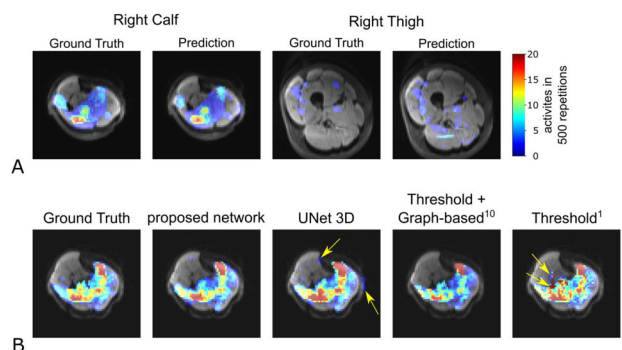 Right Calf
Right Thigh
Ground Truth
Prediction
Ground Truth
Prediction
20
15
10
5
0
activites in
500 repetitions
A
Ground Truth
proposed network
UNet 3D
Threshold +
Graph-based¹⁰
Threshold¹
B